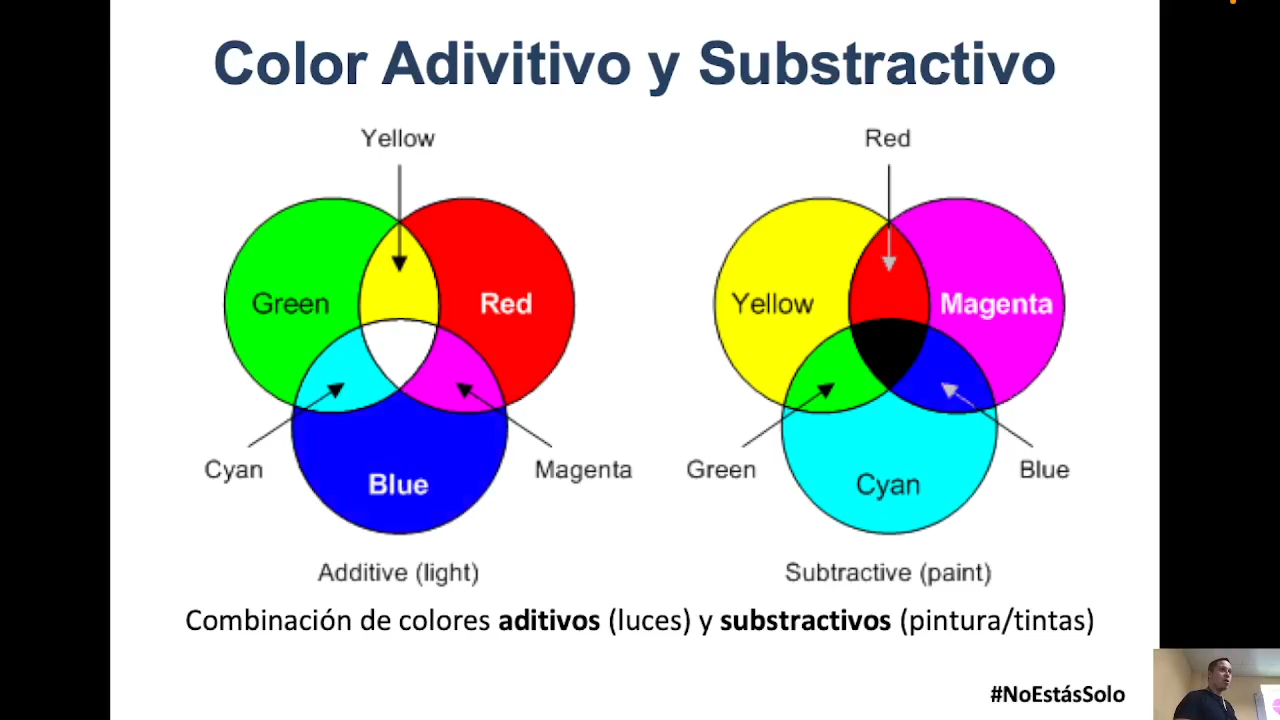 Color Adivitivo y Substractivo
Yellow
Green
Red
Cyan
Blue
Magenta
Additive (light)
Red
Yellow
Magenta
Green
Cyan
Blue
Subtractive (paint)
Combinación de colores aditivos (luces) y substractivos (pintura/tintas)
#NoEstásSolo